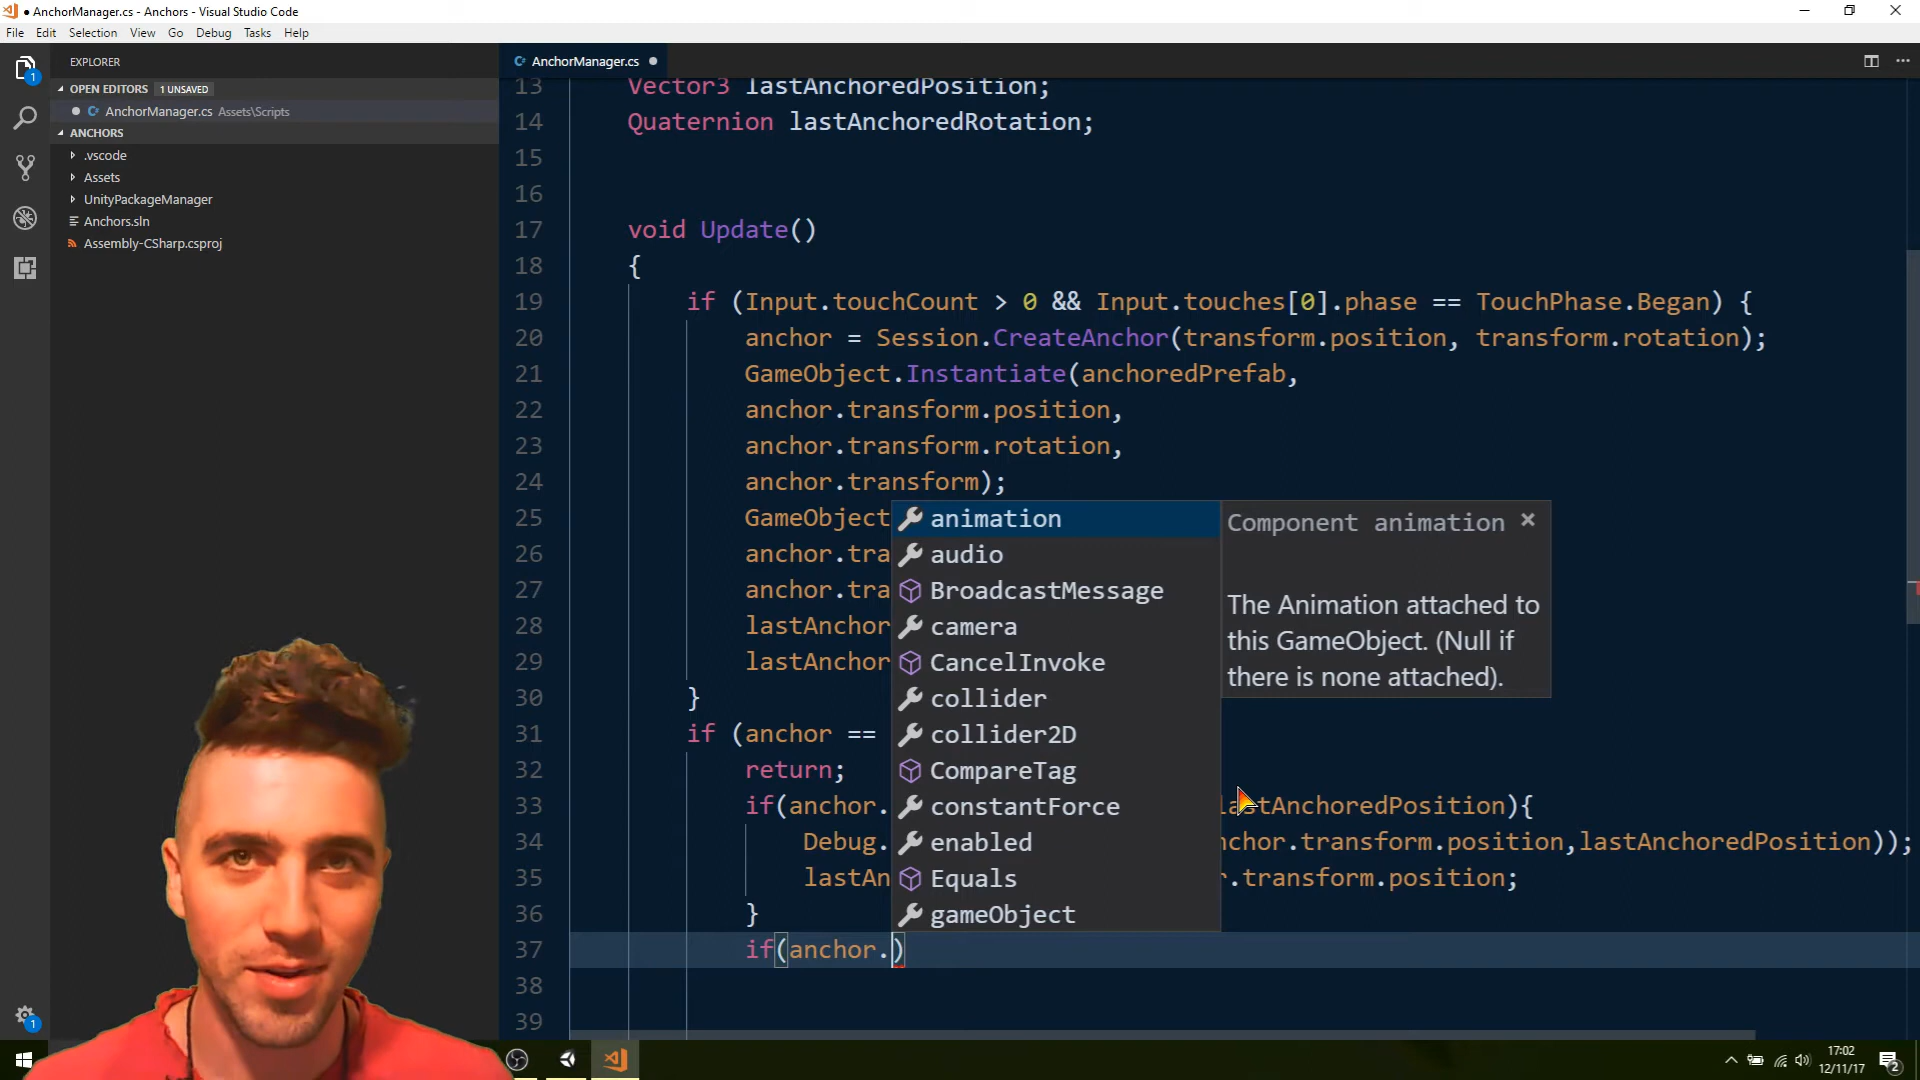 AnchorManager.cs - Anchors - Visual Studio Code
File Edit Selection View Go Debug Tasks Help
EXPLORER
OPEN EDITORS 1 UNSAVED
AnchorManager.cs Assets\Scripts
ANCHORS
.vscode
Assets
UnityPackageManager
Anchors.sln
Assembly-CSharp.csproj
1
1
AnchorManager.cs
13 Vector3 lastAnchoredPosition;
14 Quaternion lastAnchoredRotation;
15
16
17 void Update()
18 {
19 if (Input.touchCount > 0 && Input.touches[0].phase == TouchPhase.Began) {
20 anchor = Session.CreateAnchor(transform.position, transform.rotation);
21 GameObject.Instantiate(anchoredPrefab,
22 anchor.transform.position,
23 anchor.transform.rotation,
24 anchor.transform);
25 GameObject
26 anchor.tra
27 anchor.tra
28 lastAnchor
29 lastAnchor
30 }
31 if (anchor ==
32 return;
33 if(anchor. lastAnchoredPosition){
34 Debug. nchor.transform.position,lastAnchoredPosition));
35 lastAn r.transform.position;
36 }
37 if(anchor.)
38
39
animation
audio
BroadcastMessage
camera
CancelInvoke
collider
collider2D
CompareTag
constantForce
enabled
Equals
gameObject
Component animation
The Animation attached to
this GameObject. (Null if
there is none attached).
17:02
12/11/17
2